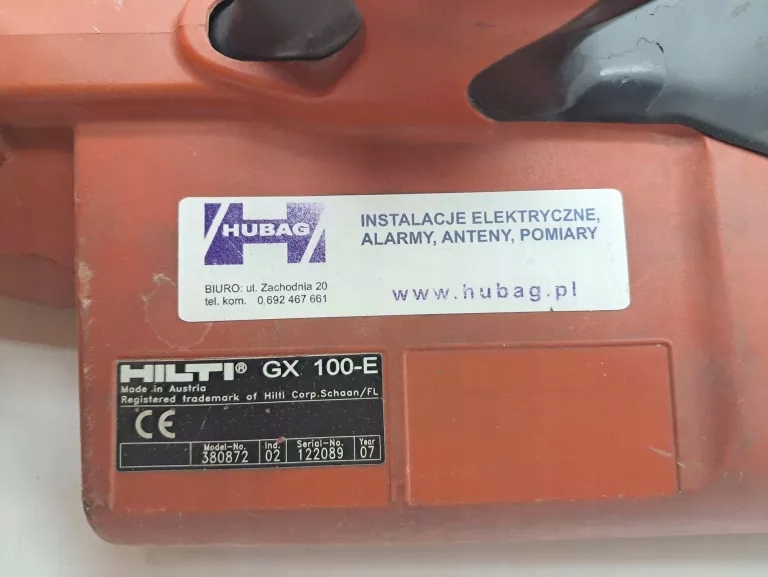 HUBAG
INSTALACJE ELEKTRYCZNE,
ALARMY, ANTENY, POMIARY
BIURO: ul. Zachodnia 20
tel. kom. 0 692 467 661
www.hubag.pl
HILTI® GX 100-E
Made in Austria
Registered trademark of Hilti Corp.Schaan/FL
CE
Model-No. Ind. Serial-No. Year
380872 02 122089 07